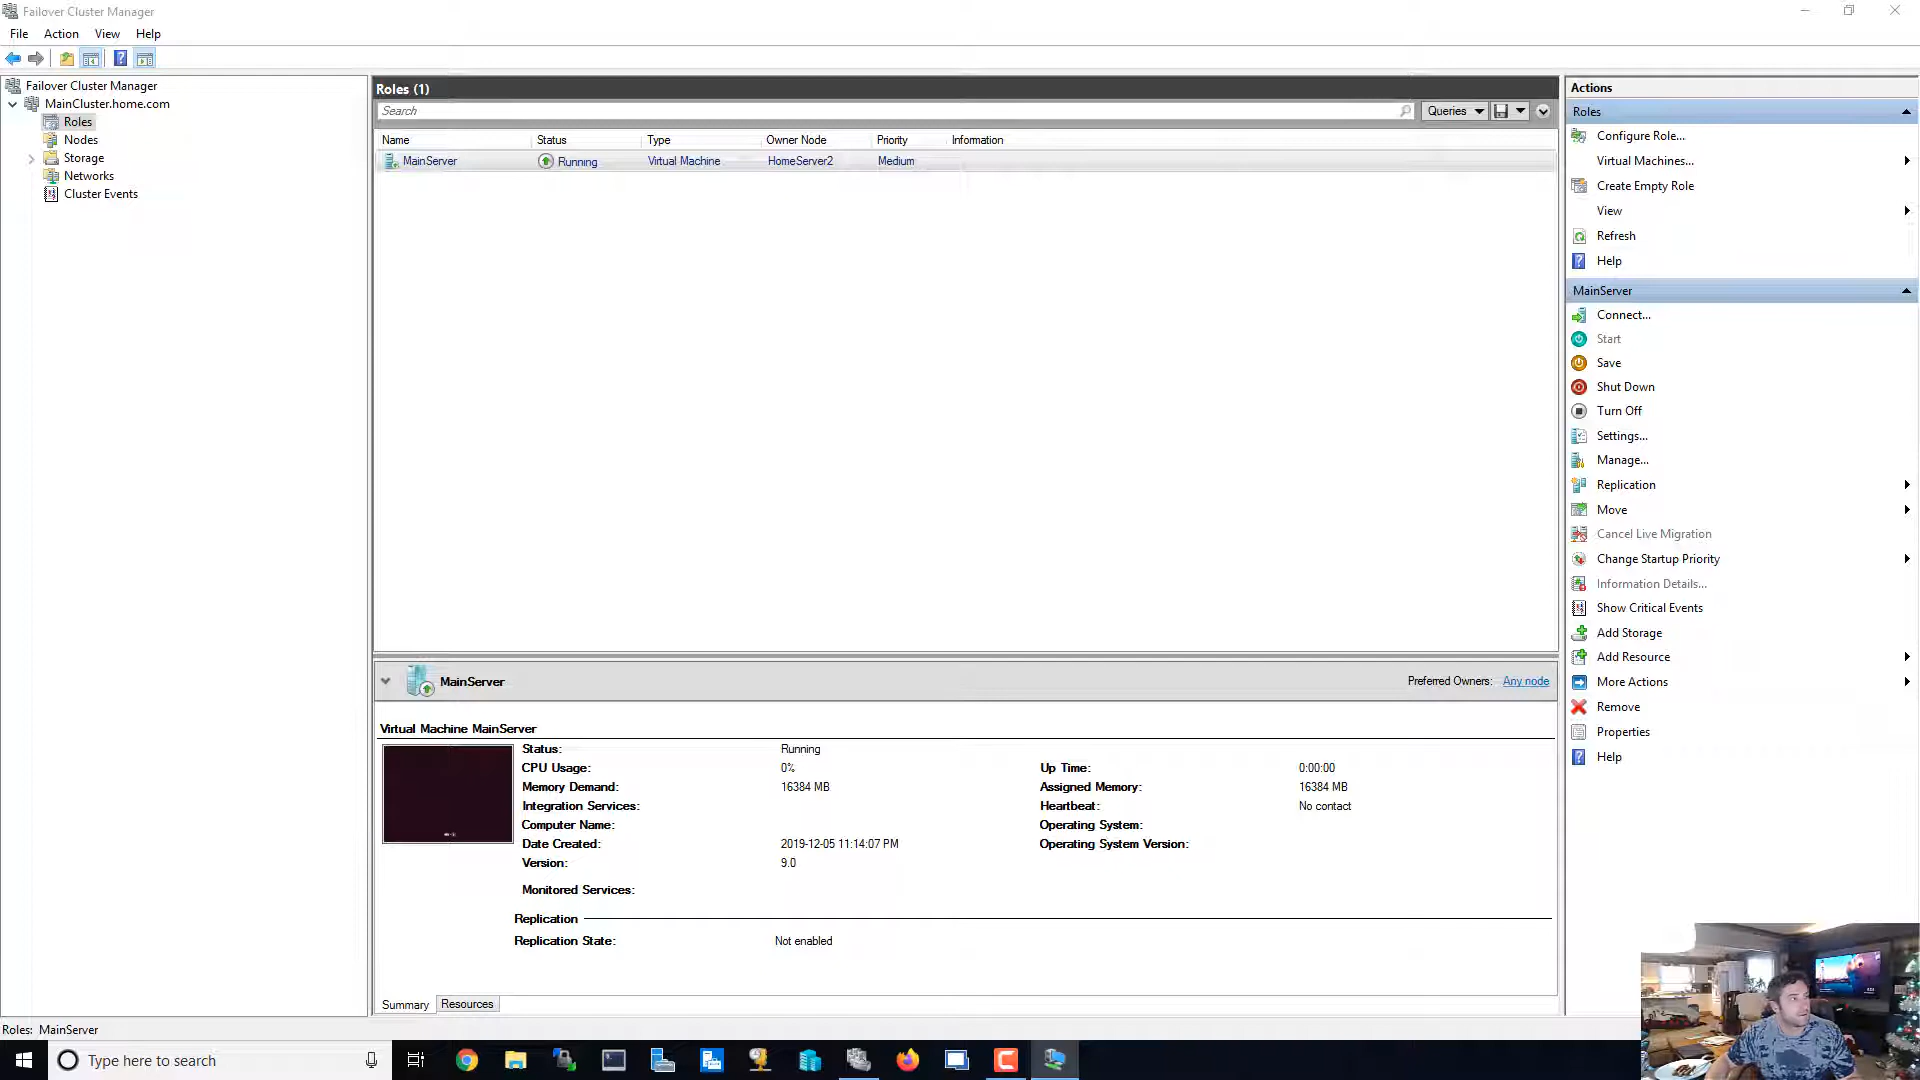 Failover Cluster Manager
File Action View Help
Failover Cluster Manager
MainCluster.home.com
Roles
Nodes
Storage
Networks
Cluster Events
Roles (1)
Search
Queries
Name Status Type Owner Node Priority Information
MainServer Running Virtual Machine HomeServer2 Medium
MainServer
Preferred Owners: Any node
Virtual Machine MainServer
Status: Running
CPU Usage: 0% Up Time: 0:00:00
Memory Demand: 16384 MB Assigned Memory: 16384 MB
Integration Services: Heartbeat: No contact
Computer Name: Operating System:
Date Created: 2019-12-05 11:14:07 PM Operating System Version:
Version: 9.0
Monitored Services:
Replication
Replication State: Not enabled
Summary Resources
Actions
Roles
Configure Role...
Virtual Machines...
Create Empty Role
View
Refresh
Help
MainServer
Connect...
Start
Save
Shut Down
Turn Off
Settings...
Manage...
Replication
Move
Cancel Live Migration
Change Startup Priority
Information Details...
Show Critical Events
Add Storage
Add Resource
More Actions
Remove
Properties
Help
Roles: MainServer
Type here to search